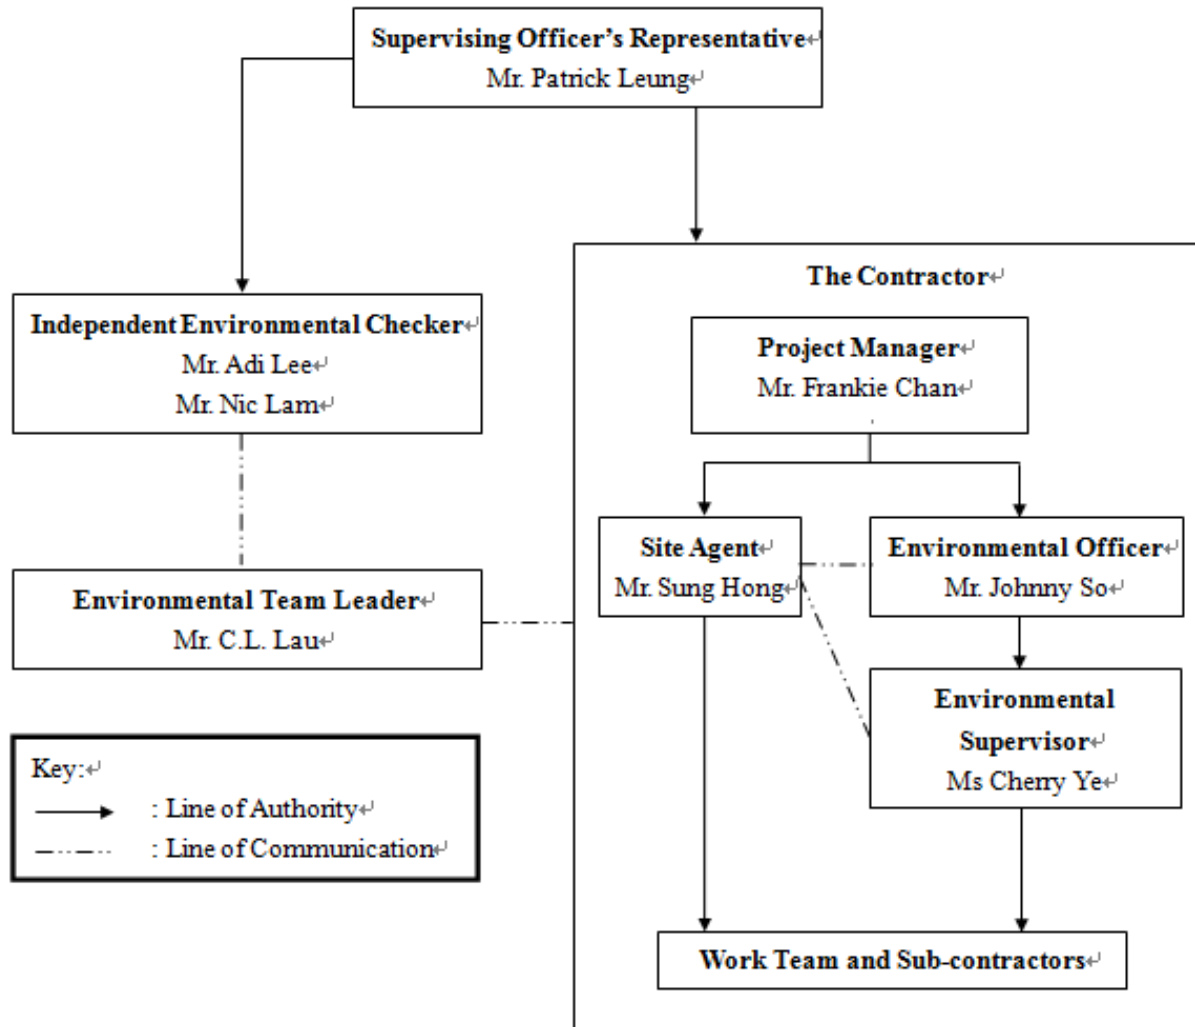 Supervising Officer’s Representative↵
Mr. Patrick Leung↵
The Contractor↵
Independent Environmental Checker↵
Mr. Adi Lee↵
Mr. Nic Lam↵
Project Manager↵
Mr. Frankie Chan↵
Site Agent↵
Mr. Sung Hong↵
Environmental Officer↵
Mr. Johnny So↵
Environmental Team Leader↵
Mr. C.L. Lau↵
Environmental
Supervisor↵
Ms Cherry Ye↵
Key:↵
: Line of Authority↵
: Line of Communication↵
Work Team and Sub-contractors↵